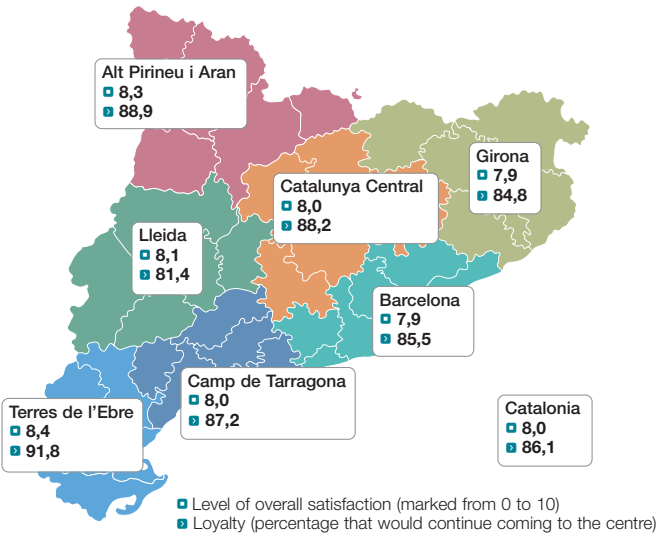 Alt Pirineu i Aran
8,3
88,9
Girona
7,9
84,8
Catalunya Central
8,0
88,2
Lleida
8,1
81,4
Barcelona
7,9
85,5
Camp de Tarragona
8,0
87,2
Terres de l’Ebre
8,4
91,8
Catalonia
8,0
86,1
Level of overall satisfaction (marked from 0 to 10)
Loyalty (percentage that would continue coming to the centre)